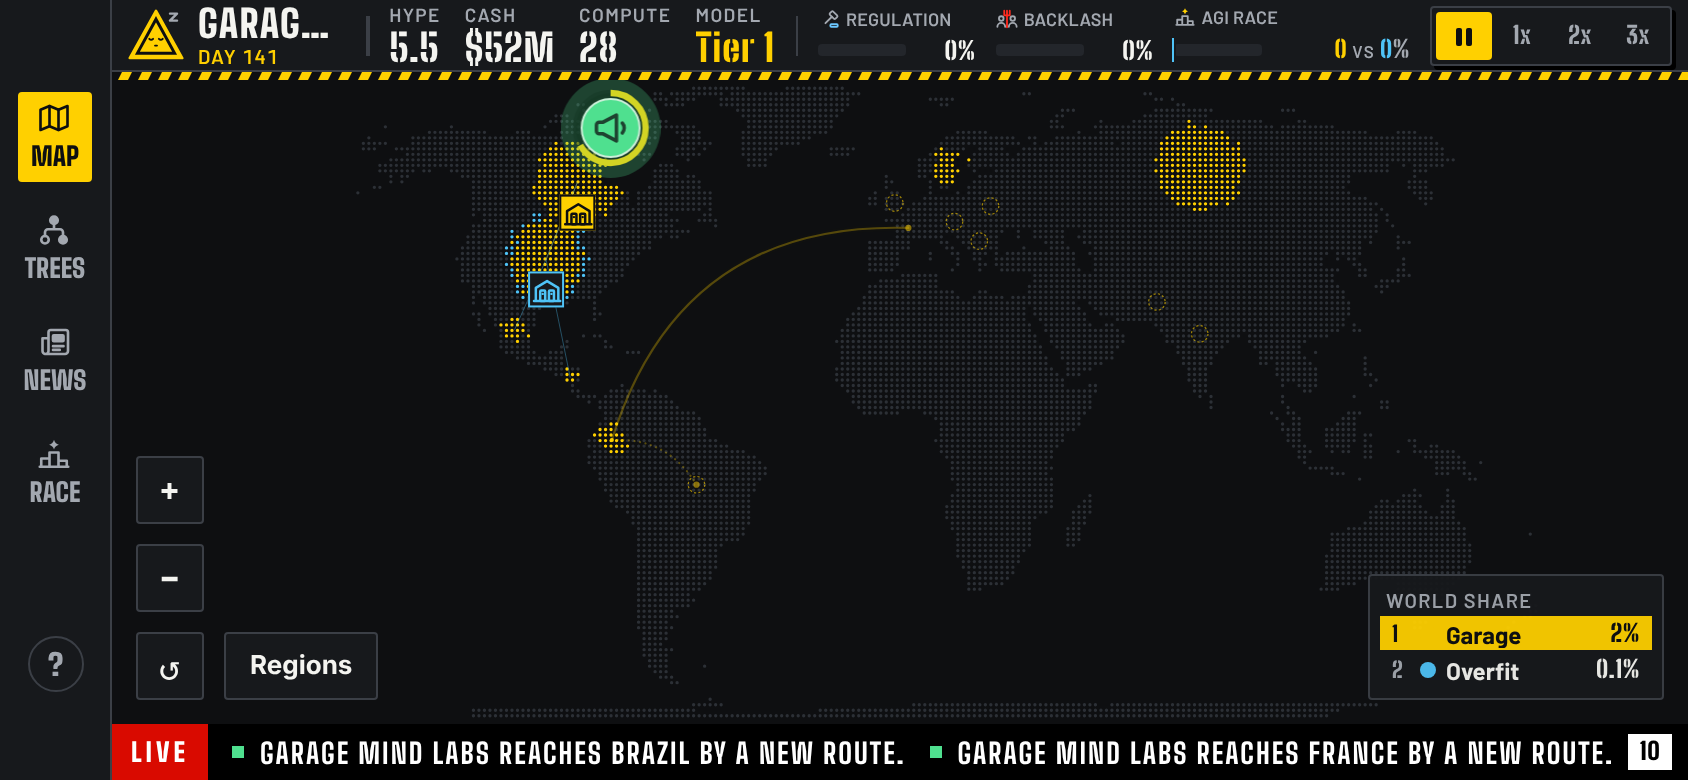 GARAG...
DAY 141
HYPE
5.5
CASH
$52M
COMPUTE
28
MODEL
Tier 1
REGULATION
0%
BACKLASH
0%
AGI RACE
0 VS 0%
1x
2x
3x
Z
MAP
TREES
NEWS
RACE
?
+
−
↺
Regions
WORLD SHARE
1 Garage 2%
2 Overfit 0.1%
LIVE
GARAGE MIND LABS REACHES BRAZIL BY A NEW ROUTE.
GARAGE MIND LABS REACHES FRANCE BY A NEW ROUTE.
10